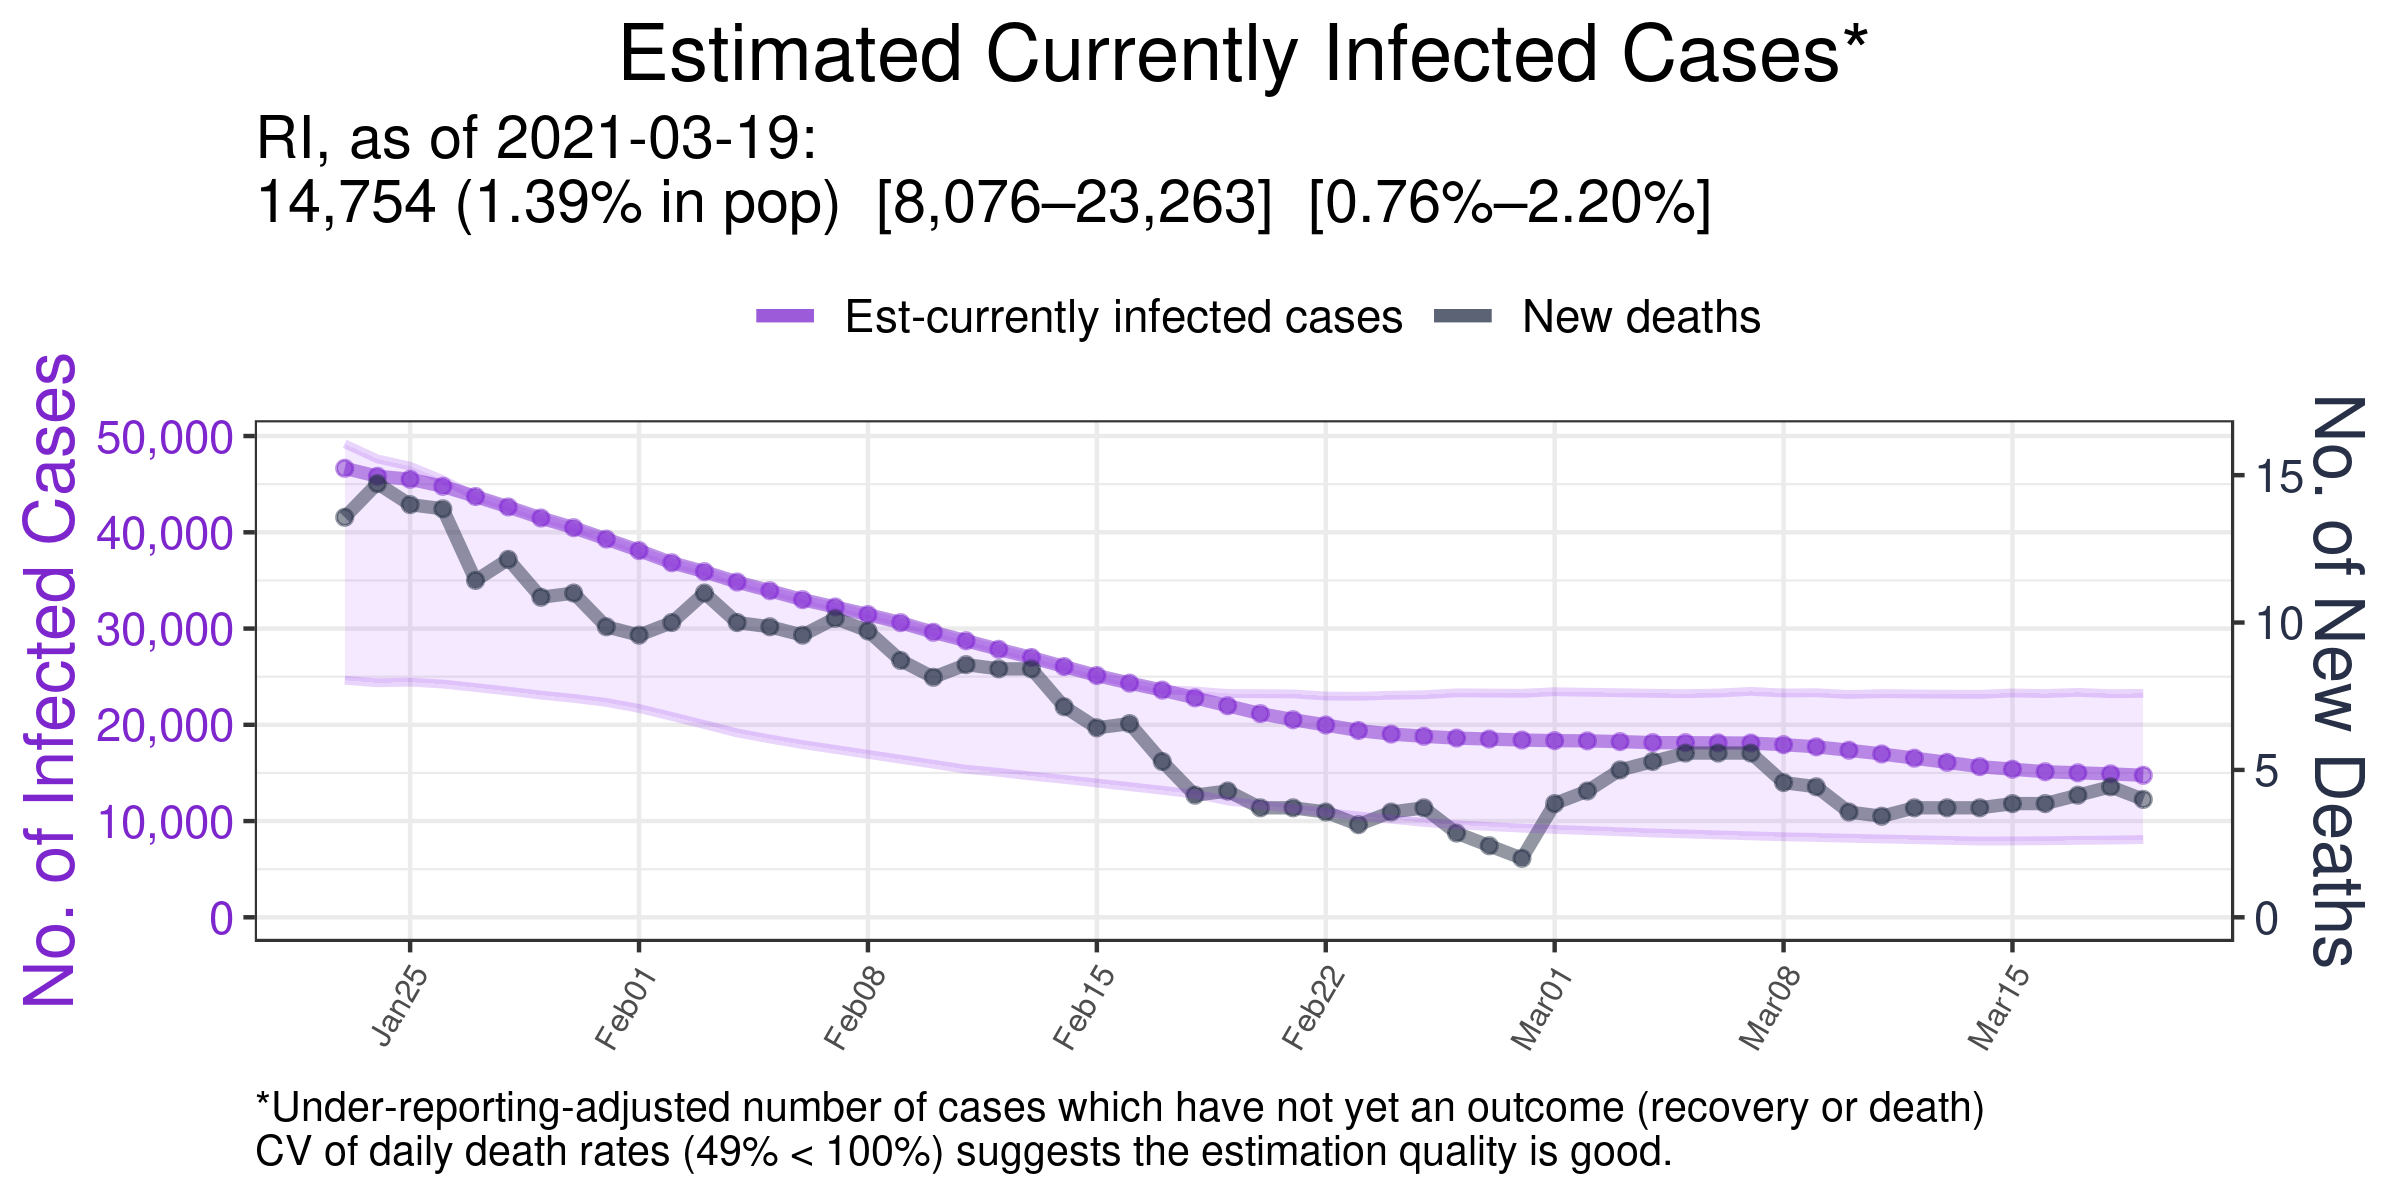 Estimated Currently Infected Cases*
RI, as of 2021-03-19:
14,754 (1.39% in pop)  [8,076–23,263]  [0.76%–2.20%]
Est-currently infected cases
New deaths
No. of Infected Cases
50,000
40,000
30,000
20,000
10,000
0
15
10
5
0
No. of New Deaths
Jan25
Feb01
Feb08
Feb15
Feb22
Mar01
Mar08
Mar15
*Under-reporting-adjusted number of cases which have not yet an outcome (recovery or death)
CV of daily death rates (49% < 100%) suggests the estimation quality is good.